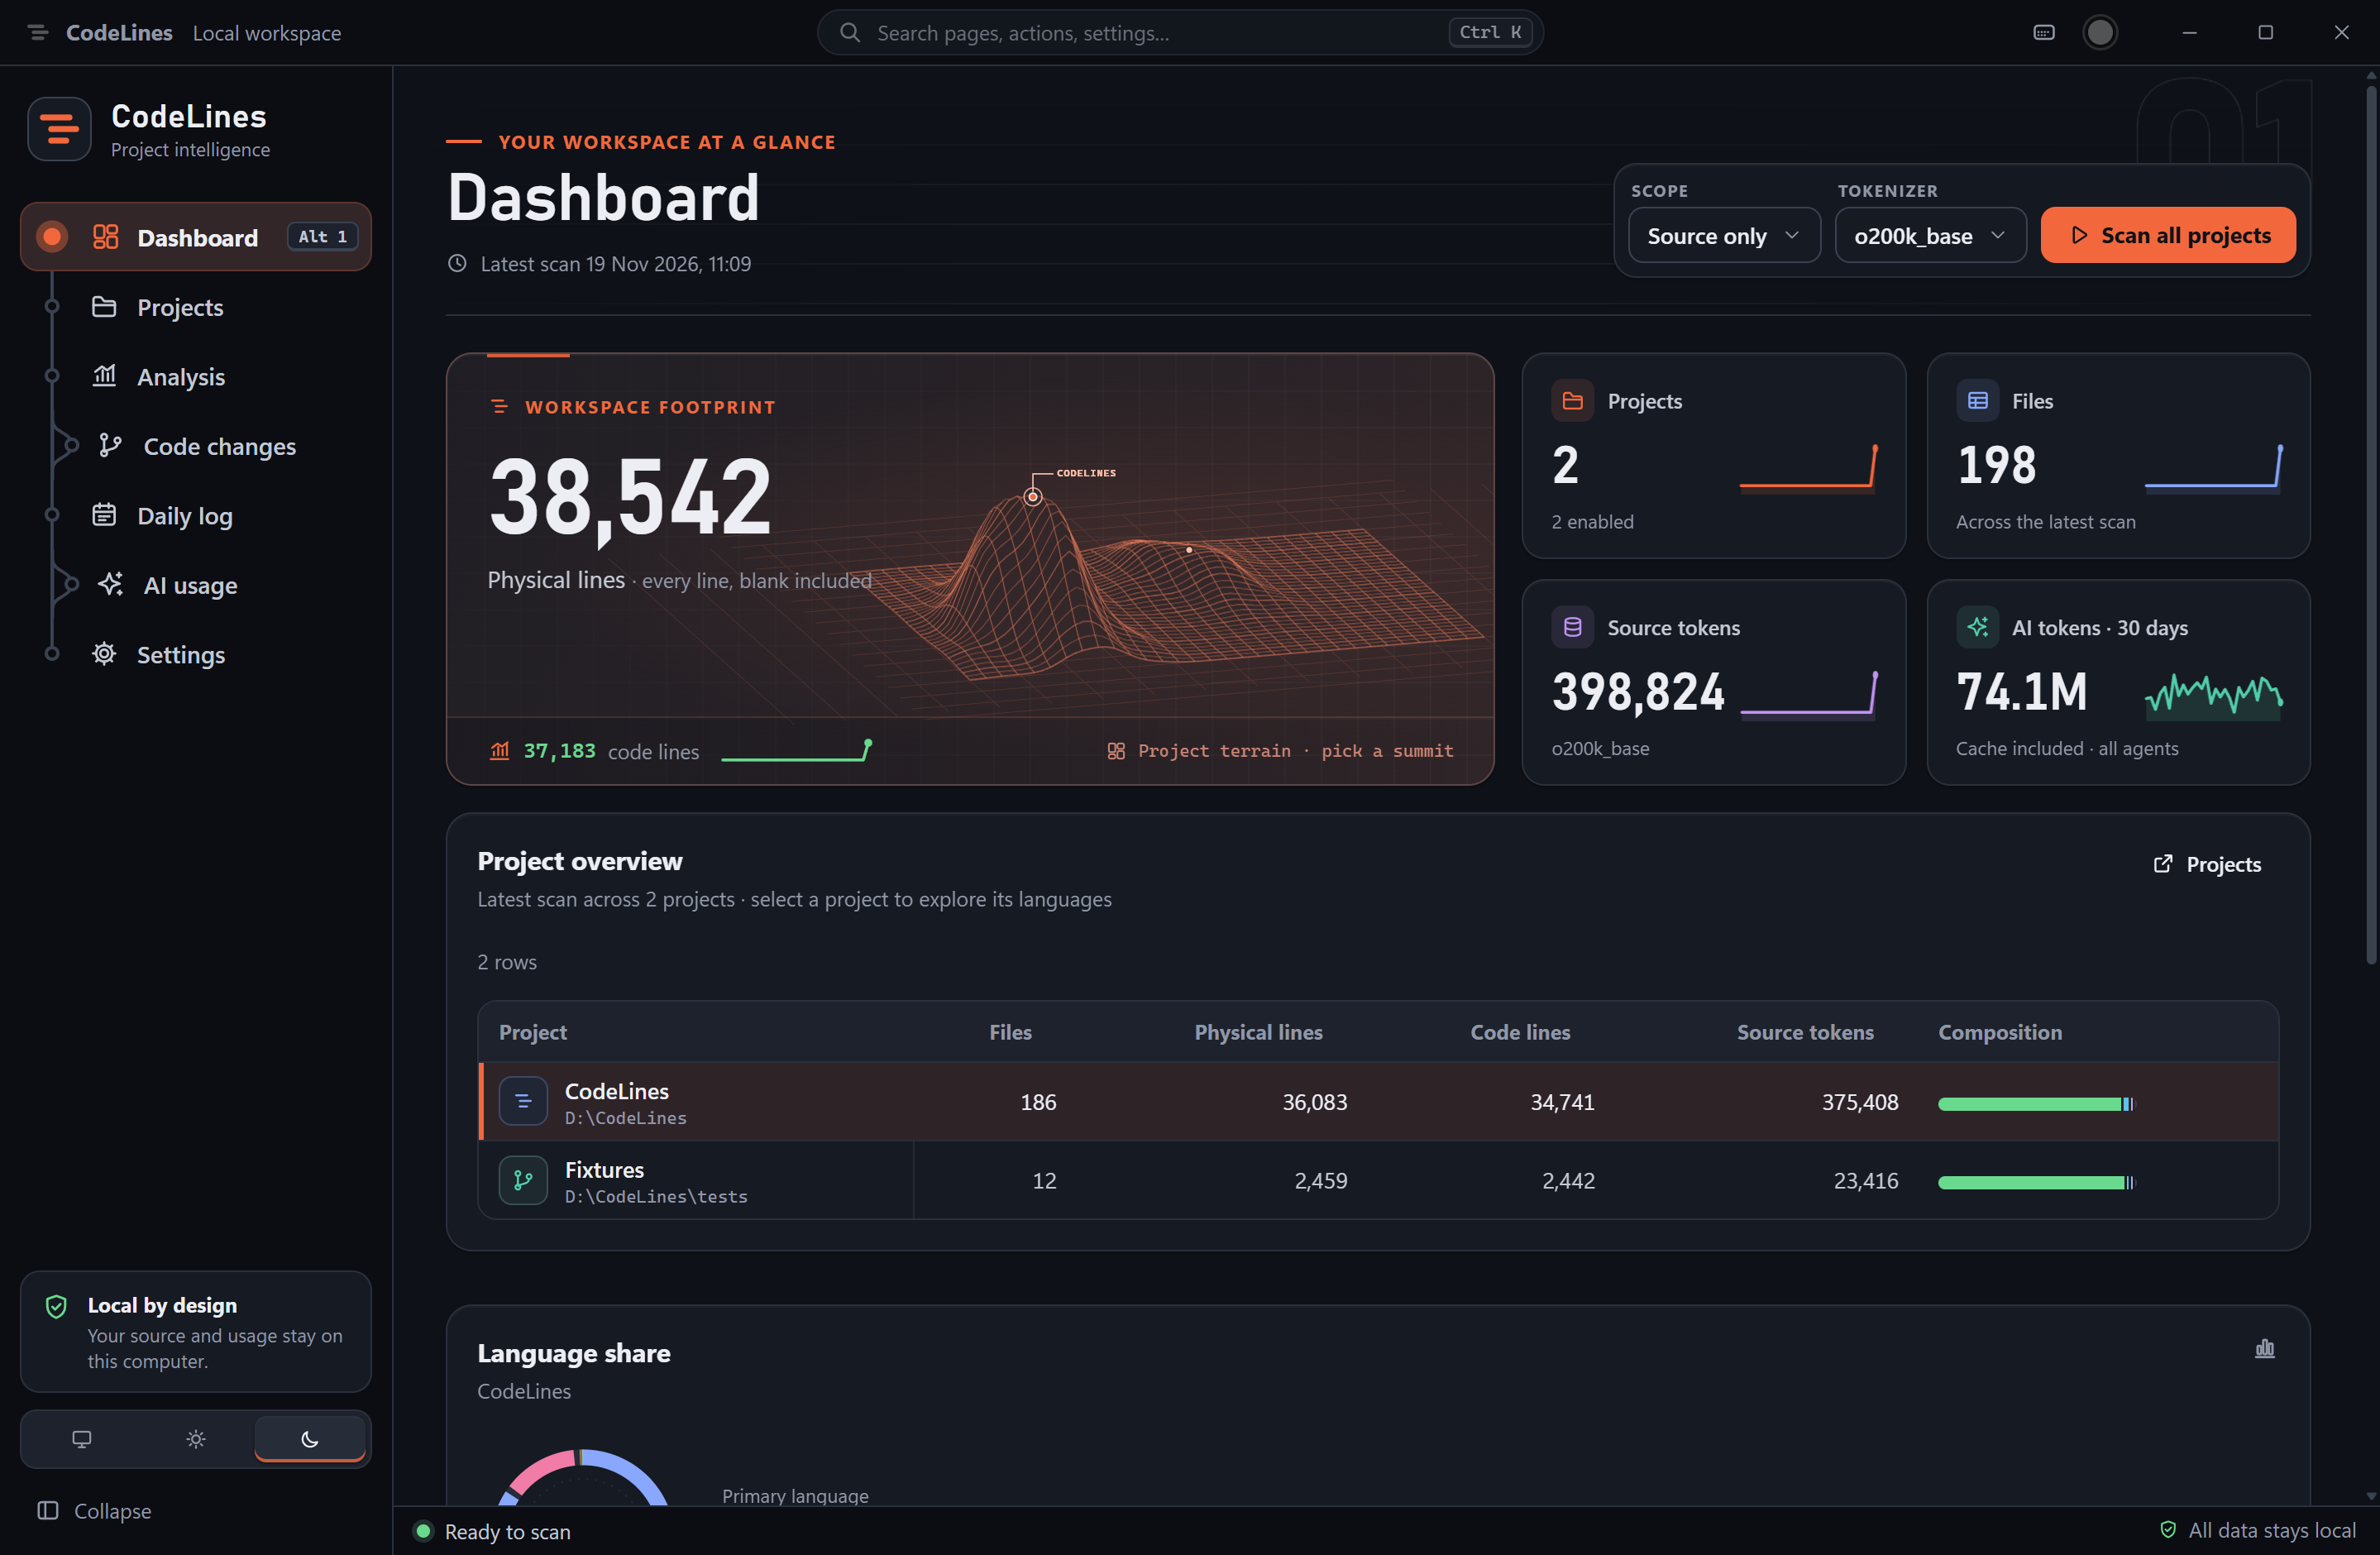 CodeLines Local workspace
Search pages, actions, settings...
Ctrl K
CodeLines
Project intelligence
Dashboard
Alt 1
Projects
Analysis
Code changes
Daily log
AI usage
Settings
Local by design
Your source and usage stay on
this computer.
Collapse
01
YOUR WORKSPACE AT A GLANCE
Dashboard
Latest scan 19 Nov 2026, 11:09
SCOPE
TOKENIZER
Source only
o200k_base
Scan all projects
WORKSPACE FOOTPRINT
38,542
Physical lines · every line, blank included
CODELINES
37,183 code lines
Project terrain · pick a summit
Projects
2
2 enabled
Files
198
Across the latest scan
Source tokens
398,824
o200k_base
AI tokens · 30 days
74.1M
Cache included · all agents
Project overview
Latest scan across 2 projects · select a project to explore its languages
Projects
2 rows
Project Files Physical lines Code lines Source tokens Composition
CodeLines
D:\CodeLines
186 36,083 34,741 375,408
Fixtures
D:\CodeLines\tests
12 2,459 2,442 23,416
Language share
CodeLines
Primary language
Ready to scan
All data stays local